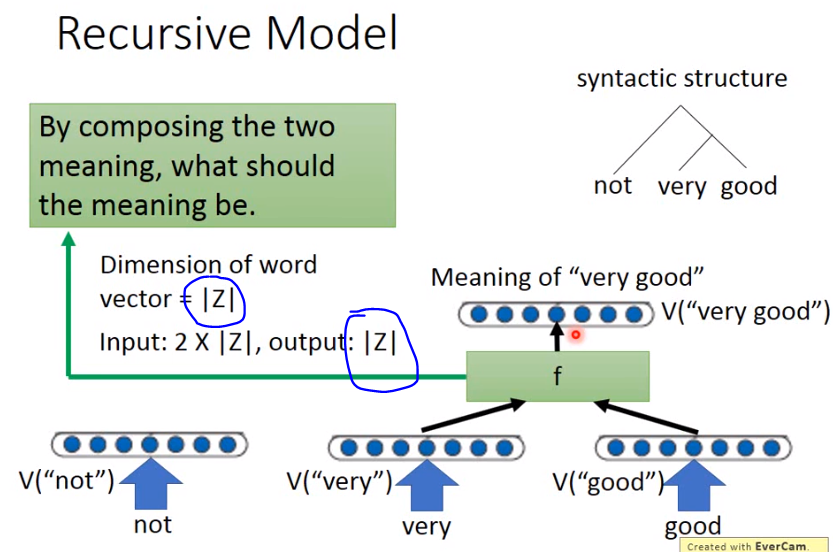 Recursive Model
syntactic structure
not very good
By composing the two
meaning, what should
the meaning be.
Dimension of word
vector = |Z|
Input: 2 X |Z|, output: |Z|
Meaning of “very good”
V(“very good”)
f
V(“not”)
V(“very”)
V(“good”)
not
very
good
Created with EverCam.